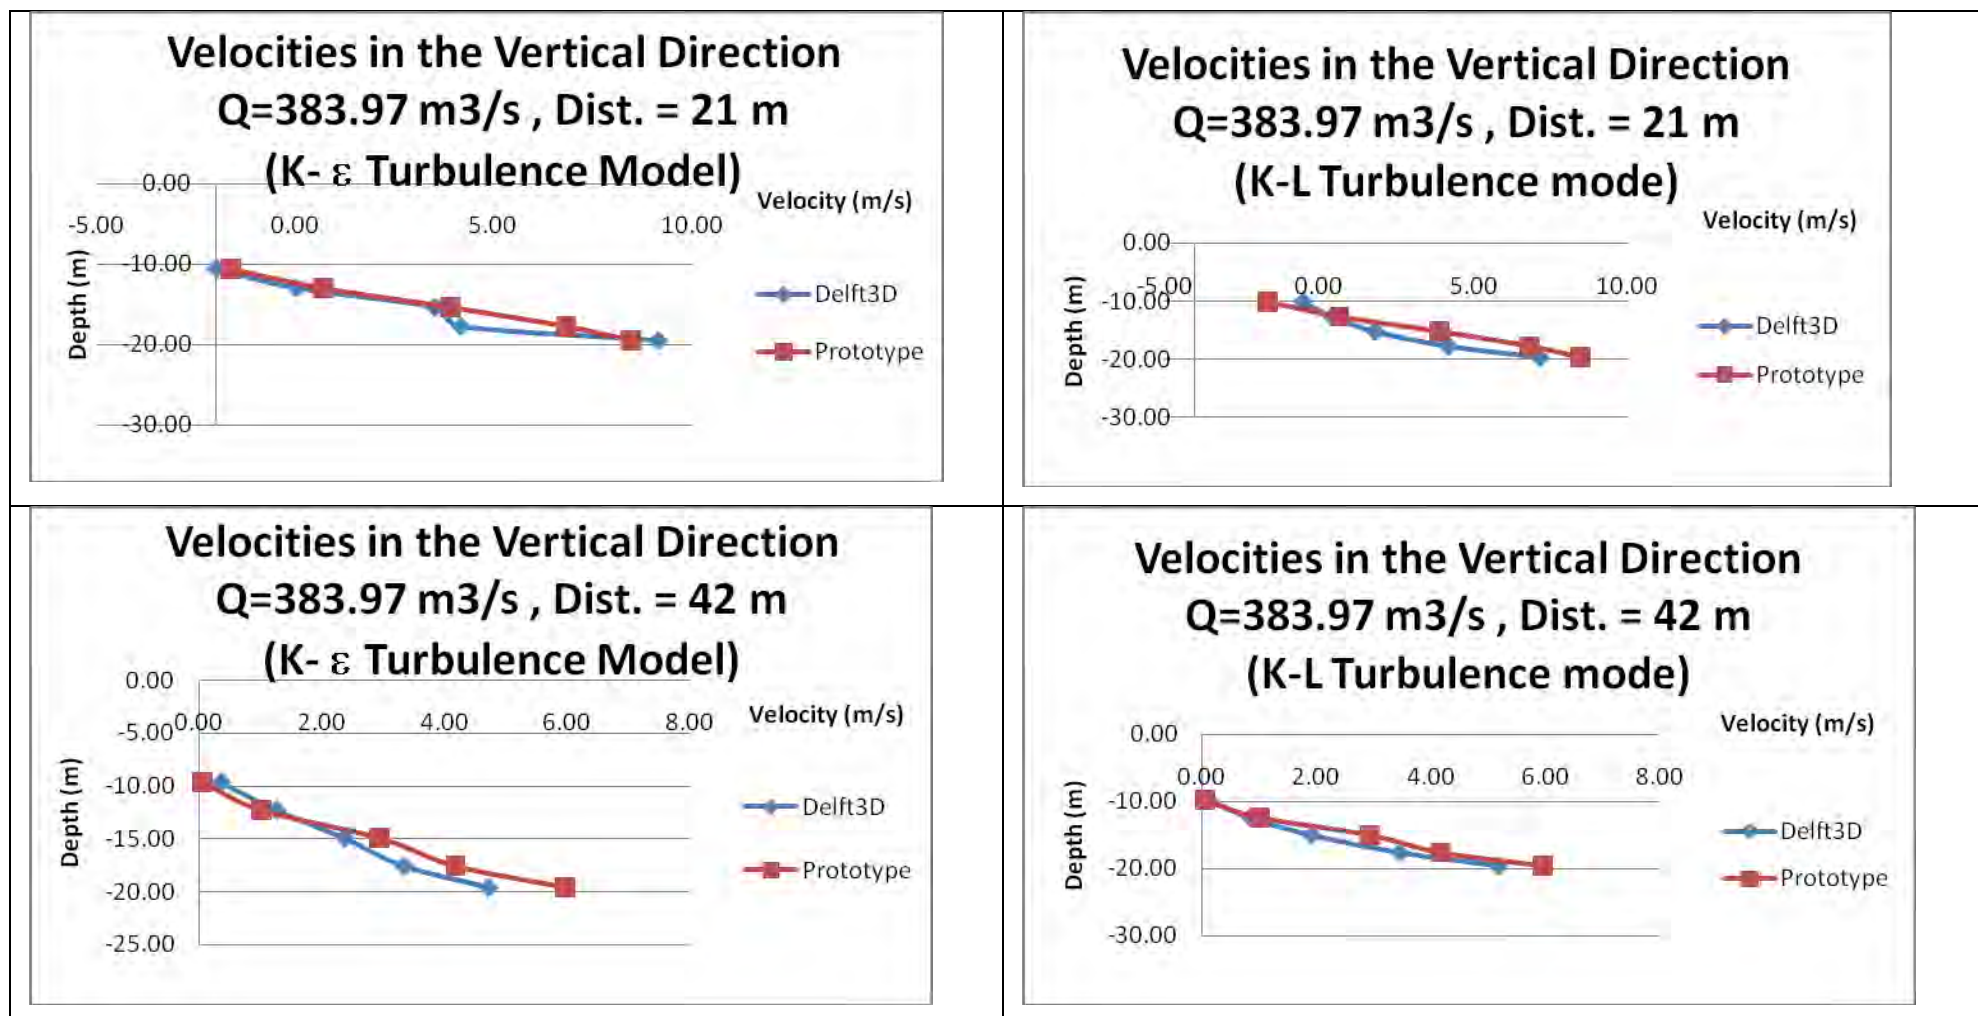 Velocities in the Vertical Direction
Q=383.97 m3/s , Dist. = 21 m
(K- ε Turbulence Model)
0.00
Velocity (m/s)
-5.00 0.00 5.00 10.00
-10.00
-20.00
-30.00
Depth (m)
Delft3D
Prototype
Velocities in the Vertical Direction
Q=383.97 m3/s , Dist. = 21 m
(K-L Turbulence mode)
Velocity (m/s)
0.00
-5.00 0.00 5.00 10.00
-10.00
-20.00
-30.00
Depth (m)
Delft3D
Prototype
Velocities in the Vertical Direction
Q=383.97 m3/s , Dist. = 42 m
(K- ε Turbulence Model)
0.00
0.00 2.00 4.00 6.00 8.00
Velocity (m/s)
-5.00
-10.00
-15.00
-20.00
-25.00
Depth (m)
Delft3D
Prototype
Velocities in the Vertical Direction
Q=383.97 m3/s , Dist. = 42 m
(K-L Turbulence mode)
Velocity (m/s)
0.00
0.00 2.00 4.00 6.00 8.00
-10.00
-20.00
-30.00
Depth (m)
Delft3D
Prototype